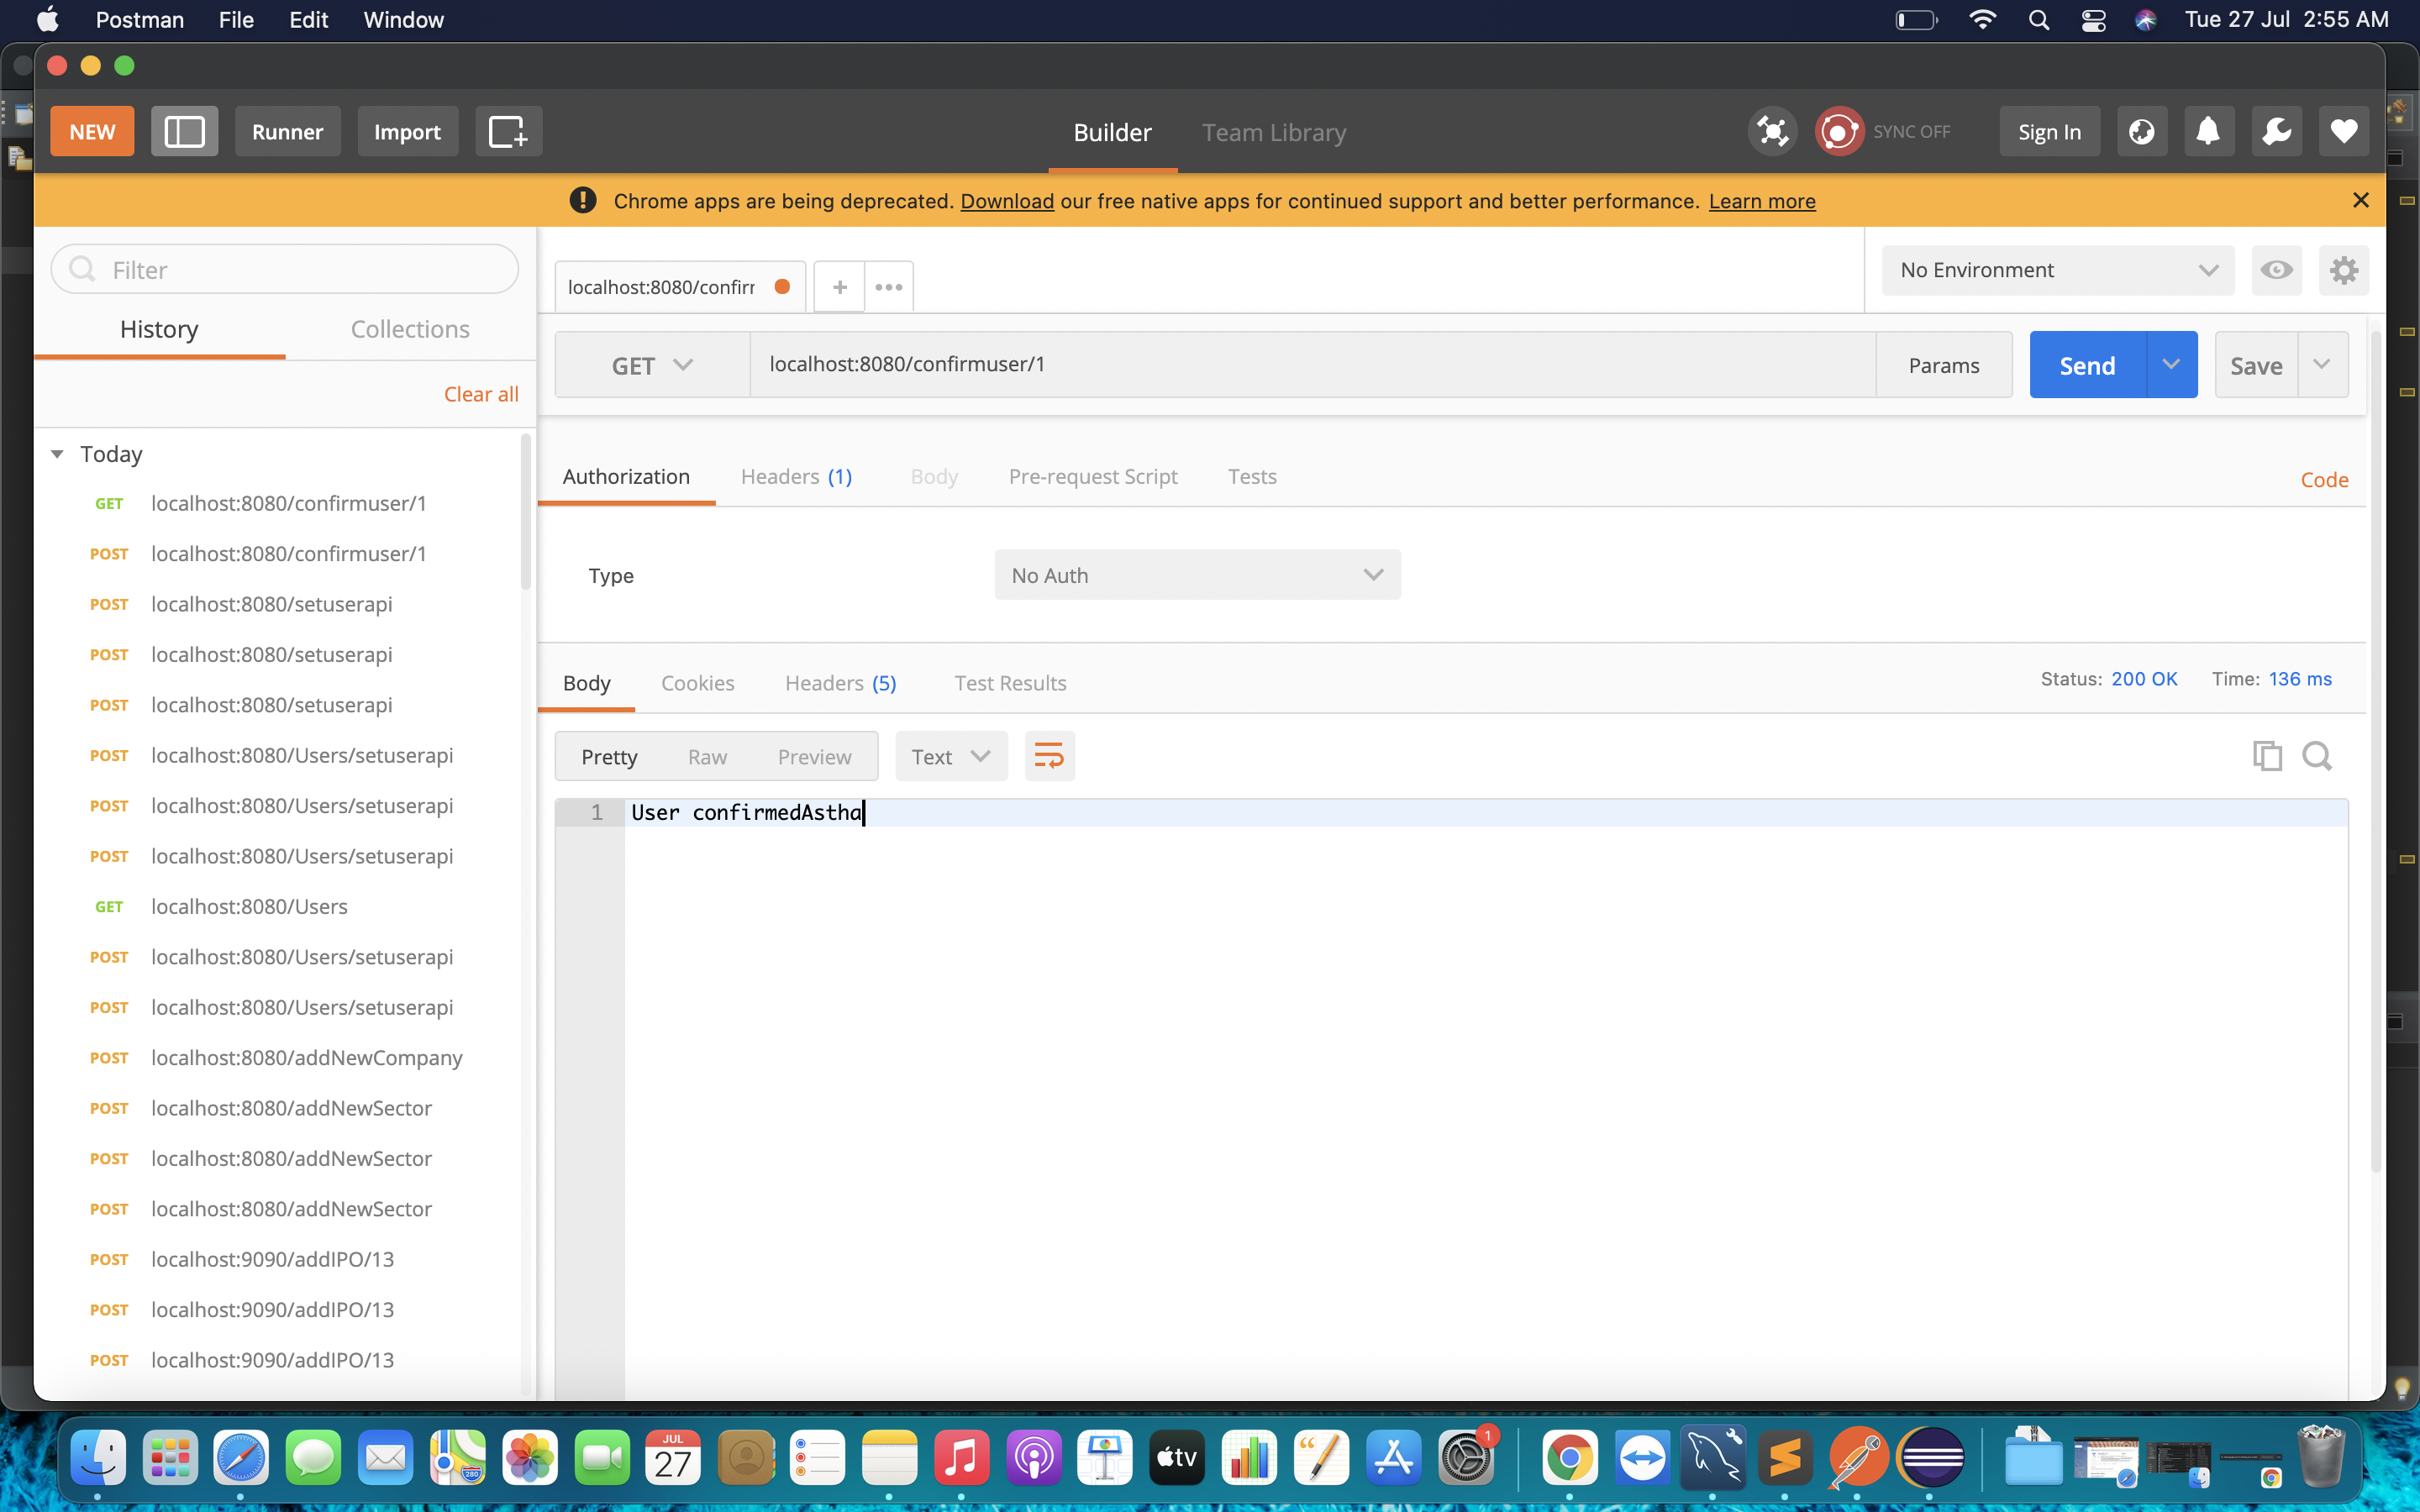 Postman File Edit Window
Tue 27 Jul 2:55 AM
NEW Runner Import
Builder Team Library
SYNC OFF Sign In
Chrome apps are being deprecated. Download our free native apps for continued support and better performance. Learn more
Filter
History Collections
Clear all
Today
GET localhost:8080/confirmuser/1
POST localhost:8080/confirmuser/1
POST localhost:8080/setuserapi
POST localhost:8080/setuserapi
POST localhost:8080/setuserapi
POST localhost:8080/Users/setuserapi
POST localhost:8080/Users/setuserapi
POST localhost:8080/Users/setuserapi
GET localhost:8080/Users
POST localhost:8080/Users/setuserapi
POST localhost:8080/Users/setuserapi
POST localhost:8080/addNewCompany
POST localhost:8080/addNewSector
POST localhost:8080/addNewSector
POST localhost:8080/addNewSector
POST localhost:9090/addIPO/13
POST localhost:9090/addIPO/13
POST localhost:9090/addIPO/13
localhost:8080/confirr
No Environment
GET localhost:8080/confirmuser/1 Params Send Save
Authorization Headers (1) Body Pre-request Script Tests Code
Type No Auth
Body Cookies Headers (5) Test Results Status: 200 OK Time: 136 ms
Pretty Raw Preview Text
1 User confirmedAstha
JUL
27
tv
1
280